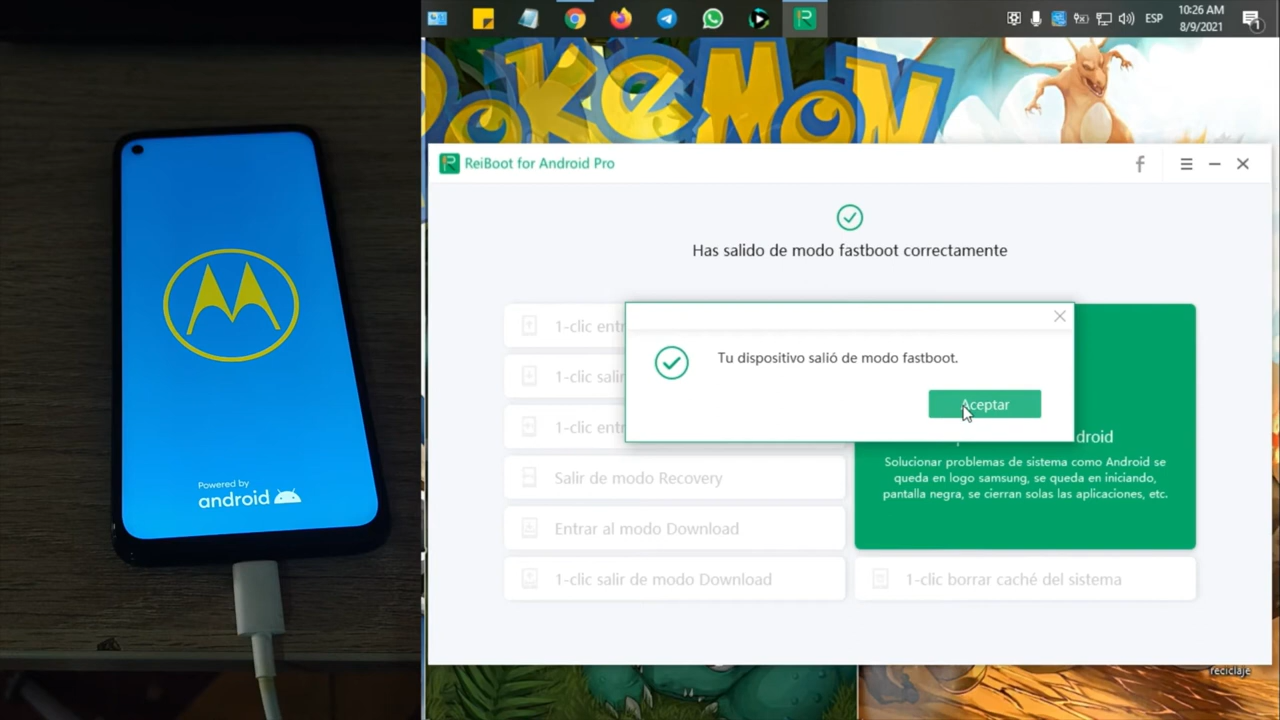 10:26 AM
ESP
8/9/2021
1
POKéMON
ReiBoot for Android Pro
Has salido de modo fastboot correctamente
1-clic entr
1-clic salir
1-clic entr
Salir de modo Recovery
Entrar al modo Download
1-clic salir de modo Download
Tu dispositivo salió de modo fastboot.
Aceptar
droid
Solucionar problemas de sistema como Android se
queda en logo samsung, se queda en iniciando,
pantalla negra, se cierran solas las aplicaciones, etc.
1-clic borrar caché del sistema
reciclaje
Powered by
android